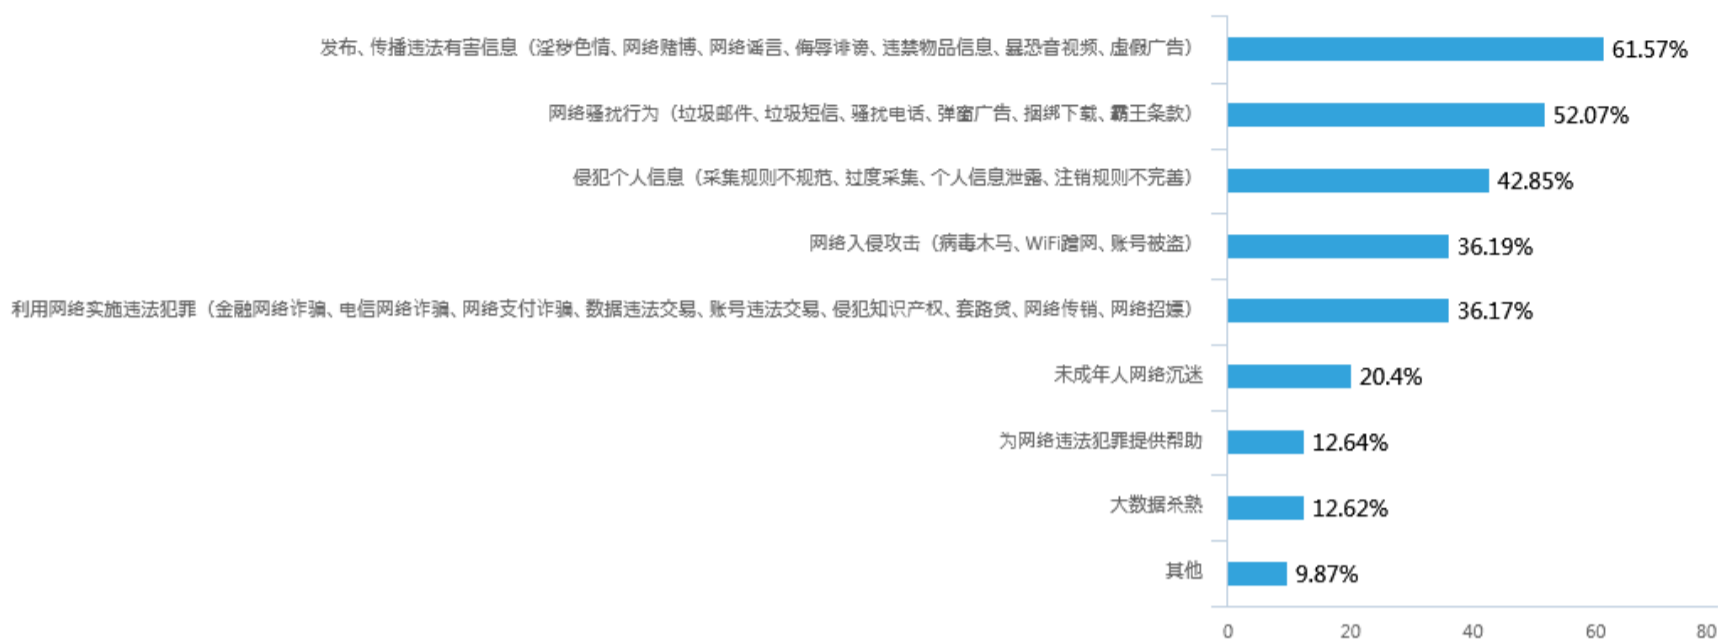 发布、传播违法有害信息（淫秽色情、网络赌博、网络谣言、侮辱诽谤、违禁物品信息、暴恐音视频、虚假广告） 61.57%
网络骚扰行为（垃圾邮件、垃圾短信、骚扰电话、弹窗广告、捆绑下载、霸王条款） 52.07%
侵犯个人信息（采集规则不规范、过度采集、个人信息泄露、注销规则不完善） 42.85%
网络入侵攻击（病毒木马、WiFi蹭网、账号被盗） 36.19%
利用网络实施违法犯罪（金融网络诈骗、电信网络诈骗、网络支付诈骗、数据违法交易、账号违法交易、侵犯知识产权、套路贷、网络传销、网络招嫖） 36.17%
未成年人网络沉迷 20.4%
为网络违法犯罪提供帮助 12.64%
大数据杀熟 12.62%
其他 9.87%
0 20 40 60 80